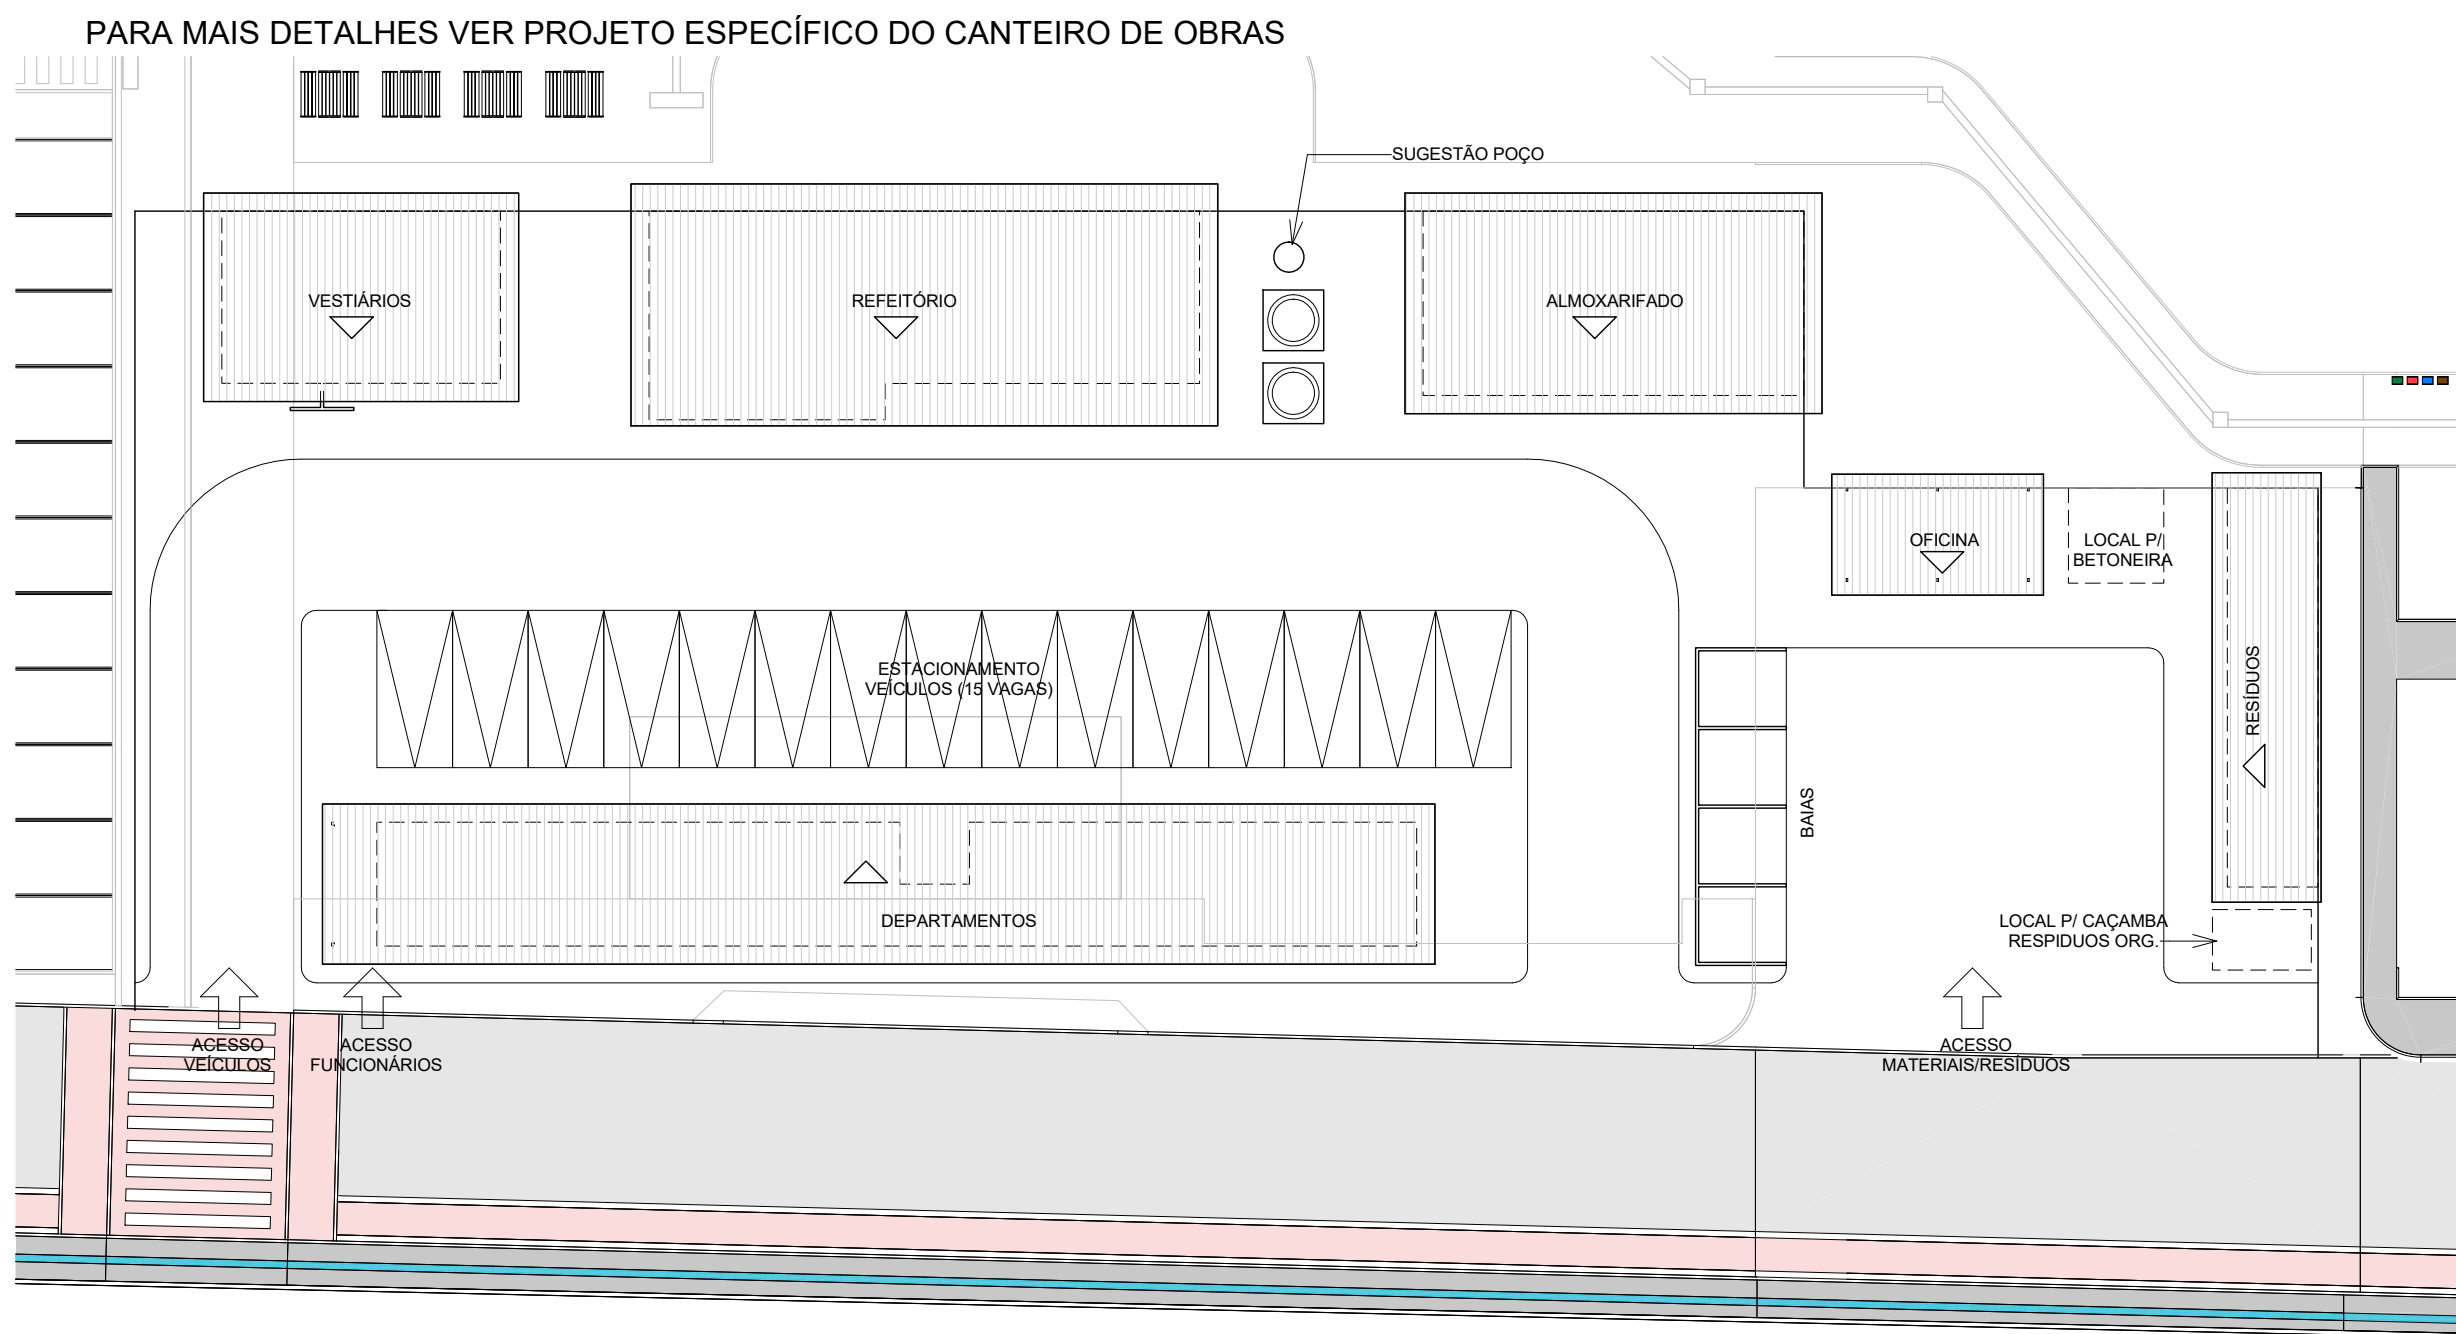 PARA MAIS DETALHES VER PROJETO ESPECÍFICO DO CANTEIRO DE OBRAS
SUGESTÃO POÇO
VESTIÁRIOS
REFEITÓRIO
ALMOXARIFADO
OFICINA
LOCAL P/
BETONEIRA
ESTACIONAMENTO
VEÍCULOS (15 VAGAS)
RESÍDUOS
BAIAS
DEPARTAMENTOS
LOCAL P/ CAÇAMBA
RESPIDUOS ORG.
ACESSO
VEÍCULOS
ACESSO
FUNCIONÁRIOS
ACESSO
MATERIAIS/RESÍDUOS